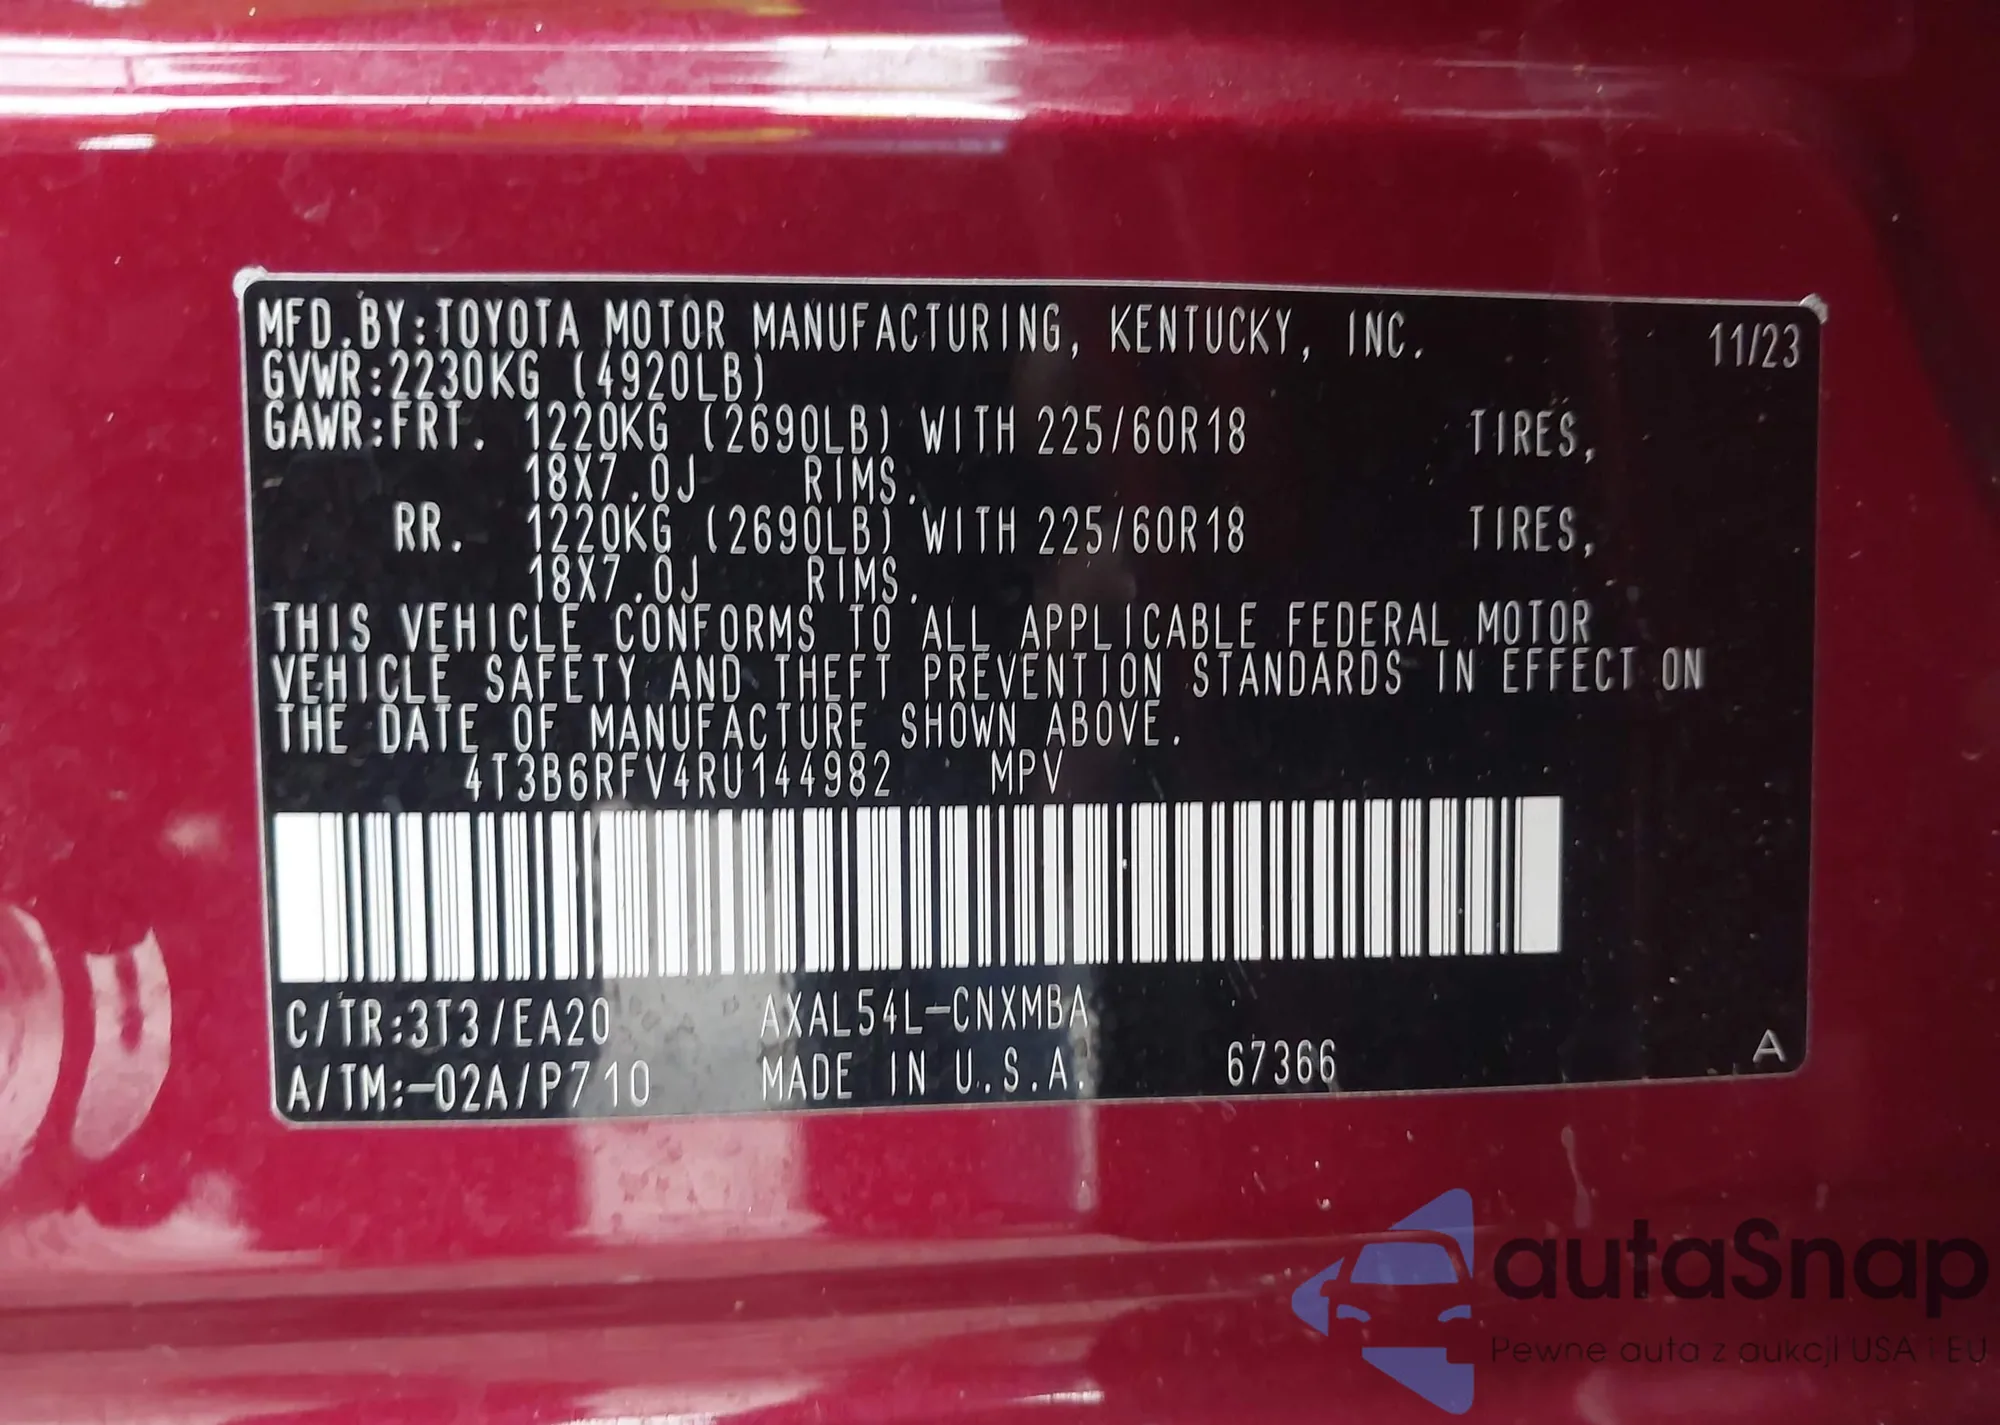 MFD.BY:TOYOTA MOTOR MANUFACTURING, KENTUCKY, INC. 11/23
GVWR:2230KG (4920LB)
GAWR:FRT. 1220KG (2690LB) WITH 225/60R18 TIRES,
18X7.0J RIMS.
RR. 1220KG (2690LB) WITH 225/60R18 TIRES,
18X7.0J RIMS.
THIS VEHICLE CONFORMS TO ALL APPLICABLE FEDERAL MOTOR
VEHICLE SAFETY AND THEFT PREVENTION STANDARDS IN EFFECT ON
THE DATE OF MANUFACTURE SHOWN ABOVE.
4T3B6RFV4RU144982 MPV
C/TR:3T3/EA20 AXAL54L-CNXMBA
A/TM:-02A/P710 MADE IN U.S.A. 67366 A
autaSnap
Pewne auta z aukcji USA i EU